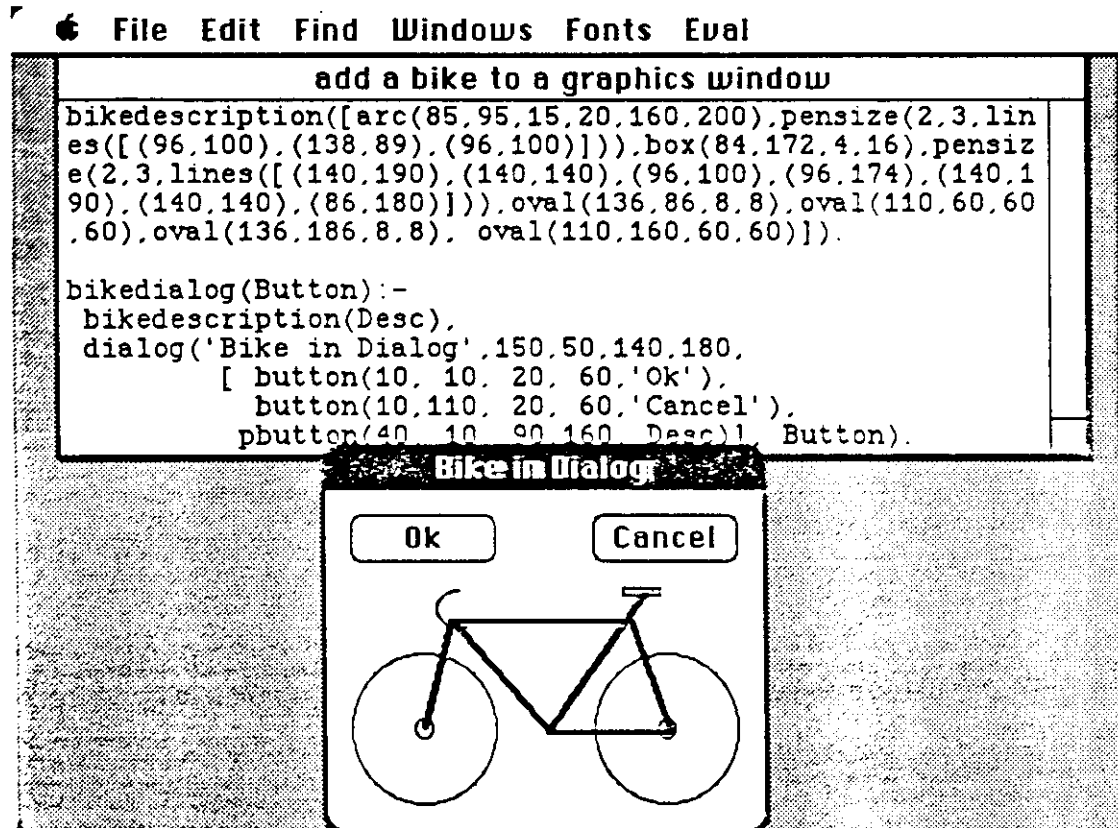 File Edit Find Windows Fonts Eval
add a bike to a graphics window
bikedescription([arc(85,95,15,20,160,200),pensize(2,3,lin
es([(96,100),(138,89),(96,100)])),box(84,172,4,16),pensiz
e(2,3,lines([(140,190),(140,140),(96,100),(96,174),(140,1
90),(140,140),(86,180)])),oval(136,86,8,8),oval(110,60,60
,60),oval(136,186,8,8), oval(110,160,60,60)]).
bikedialog(Button):-
bikedescription(Desc),
dialog('Bike in Dialog',150,50,140,180,
[ button(10, 10, 20, 60,'Ok'),
button(10,110, 20, 60,'Cancel'),
pbutton(40, 10, 90,160, Desc)], Button).
Bike in Dialog
Ok Cancel